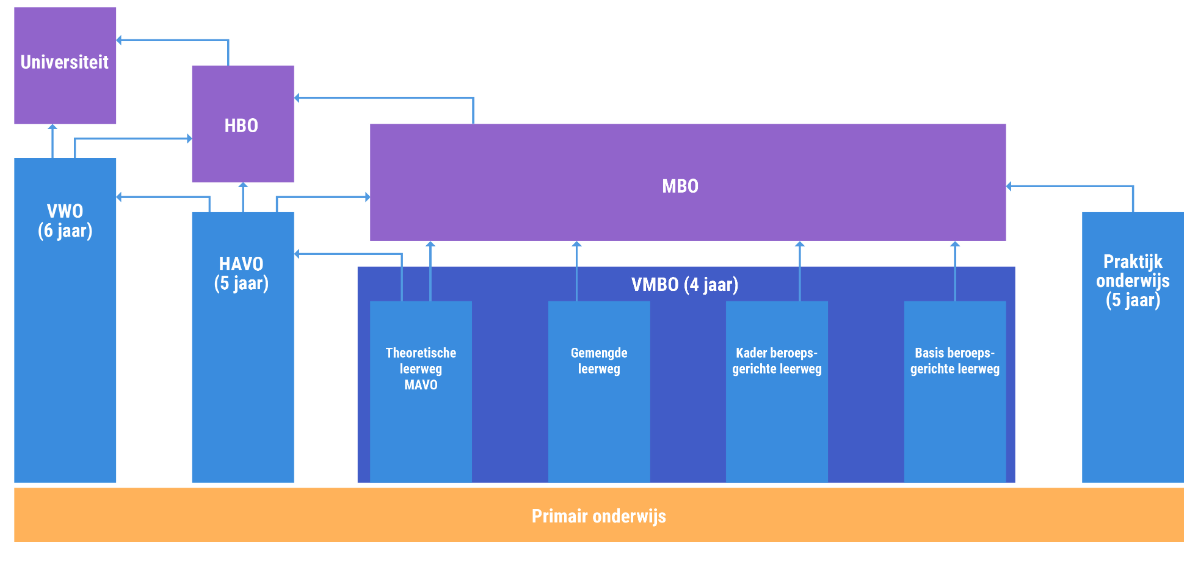 Universiteit
HBO
MBO
VWO
(6 jaar)
HAVO
(5 jaar)
Praktijk
onderwijs
(5 jaar)
VMBO (4 jaar)
Theoretische
leerweg
MAVO
Gemengde
leerweg
Kader beroeps-
gerichte leerweg
Basis beroeps-
gerichte leerweg
Primair onderwijs